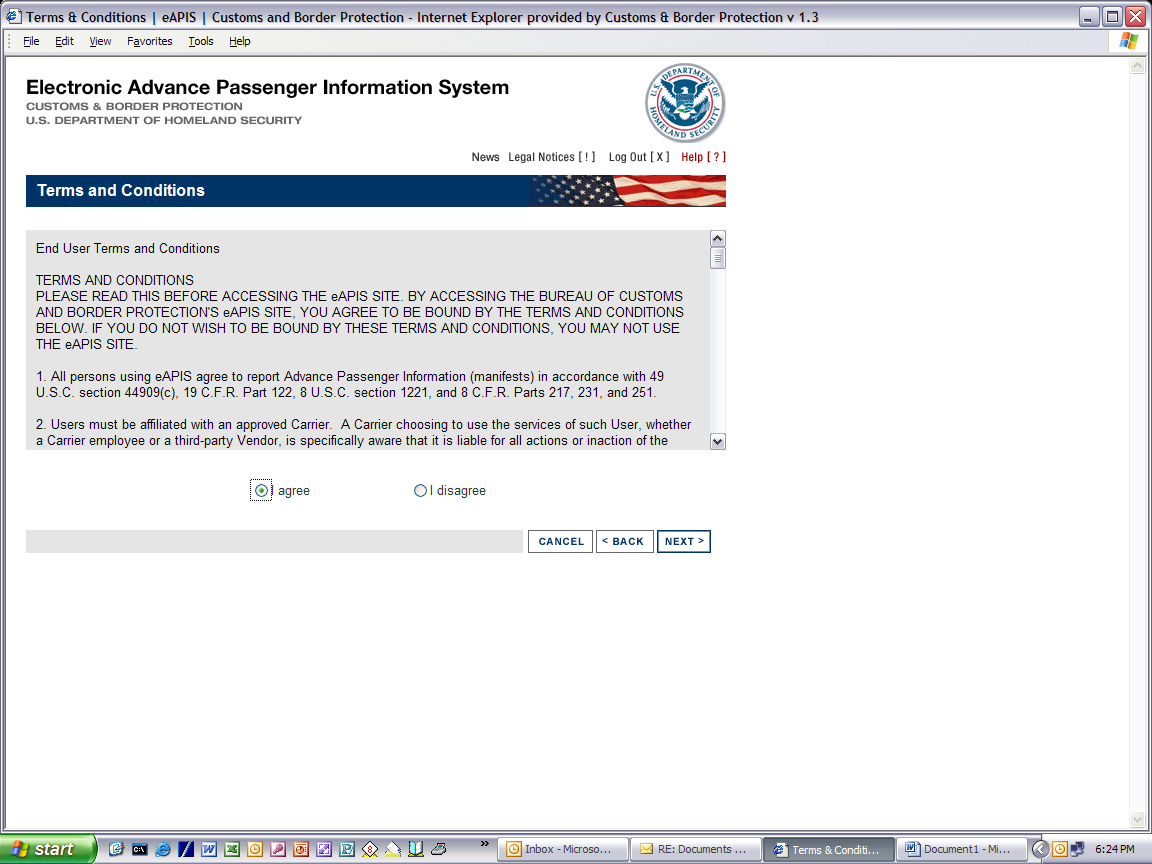 Terms & Conditions | eAPIS | Customs and Border Protection - Internet Explorer provided by Customs & Border Protection v 1.3
File Edit View Favorites Tools Help
Electronic Advance Passenger Information System
CUSTOMS & BORDER PROTECTION
U.S. DEPARTMENT OF HOMELAND SECURITY
U.S. DEPARTMENT OF HOMELAND SECURITY
News Legal Notices [ ! ] Log Out [ X ] Help [ ? ]
Terms and Conditions
End User Terms and Conditions
TERMS AND CONDITIONS
PLEASE READ THIS BEFORE ACCESSING THE eAPIS SITE. BY ACCESSING THE BUREAU OF CUSTOMS
AND BORDER PROTECTION'S eAPIS SITE, YOU AGREE TO BE BOUND BY THE TERMS AND CONDITIONS
BELOW. IF YOU DO NOT WISH TO BE BOUND BY THESE TERMS AND CONDITIONS, YOU MAY NOT USE
THE eAPIS SITE.
1. All persons using eAPIS agree to report Advance Passenger Information (manifests) in accordance with 49
U.S.C. section 44909(c), 19 C.F.R. Part 122, 8 U.S.C. section 1221, and 8 C.F.R. Parts 217, 231, and 251.
2. Users must be affiliated with an approved Carrier. A Carrier choosing to use the services of such User, whether
a Carrier employee or a third-party Vendor, is specifically aware that it is liable for all actions or inaction of the
I agree I disagree
CANCEL < BACK NEXT >
start » Inbox - Microso... RE: Documents ... Terms & Conditi... Document1 - Mi... 6:24 PM